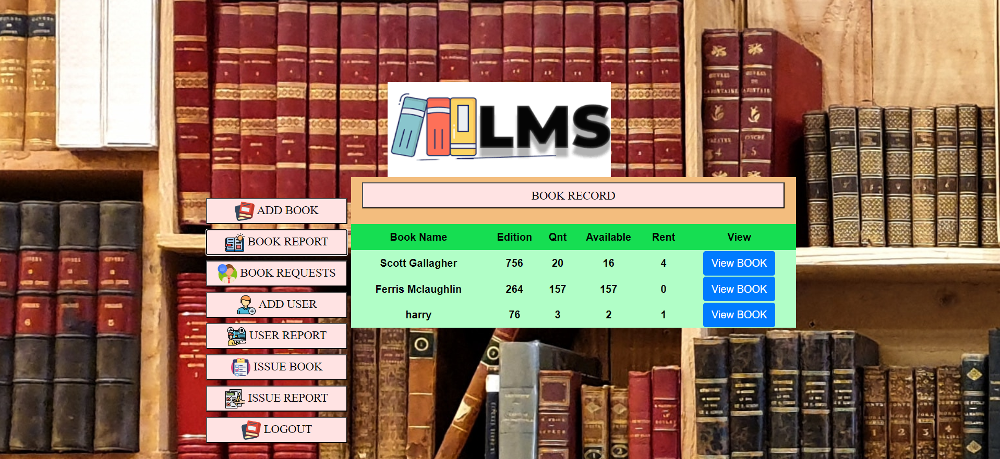 LMS
BOOK RECORD
ADD BOOK
BOOK REPORT
BOOK REQUESTS
ADD USER
USER REPORT
ISSUE BOOK
ISSUE REPORT
LOGOUT
Book Name Edition Qnt Available Rent View
Scott Gallagher 756 20 16 4 View BOOK
Ferris Mclaughlin 264 157 157 0 View BOOK
harry 76 3 2 1 View BOOK